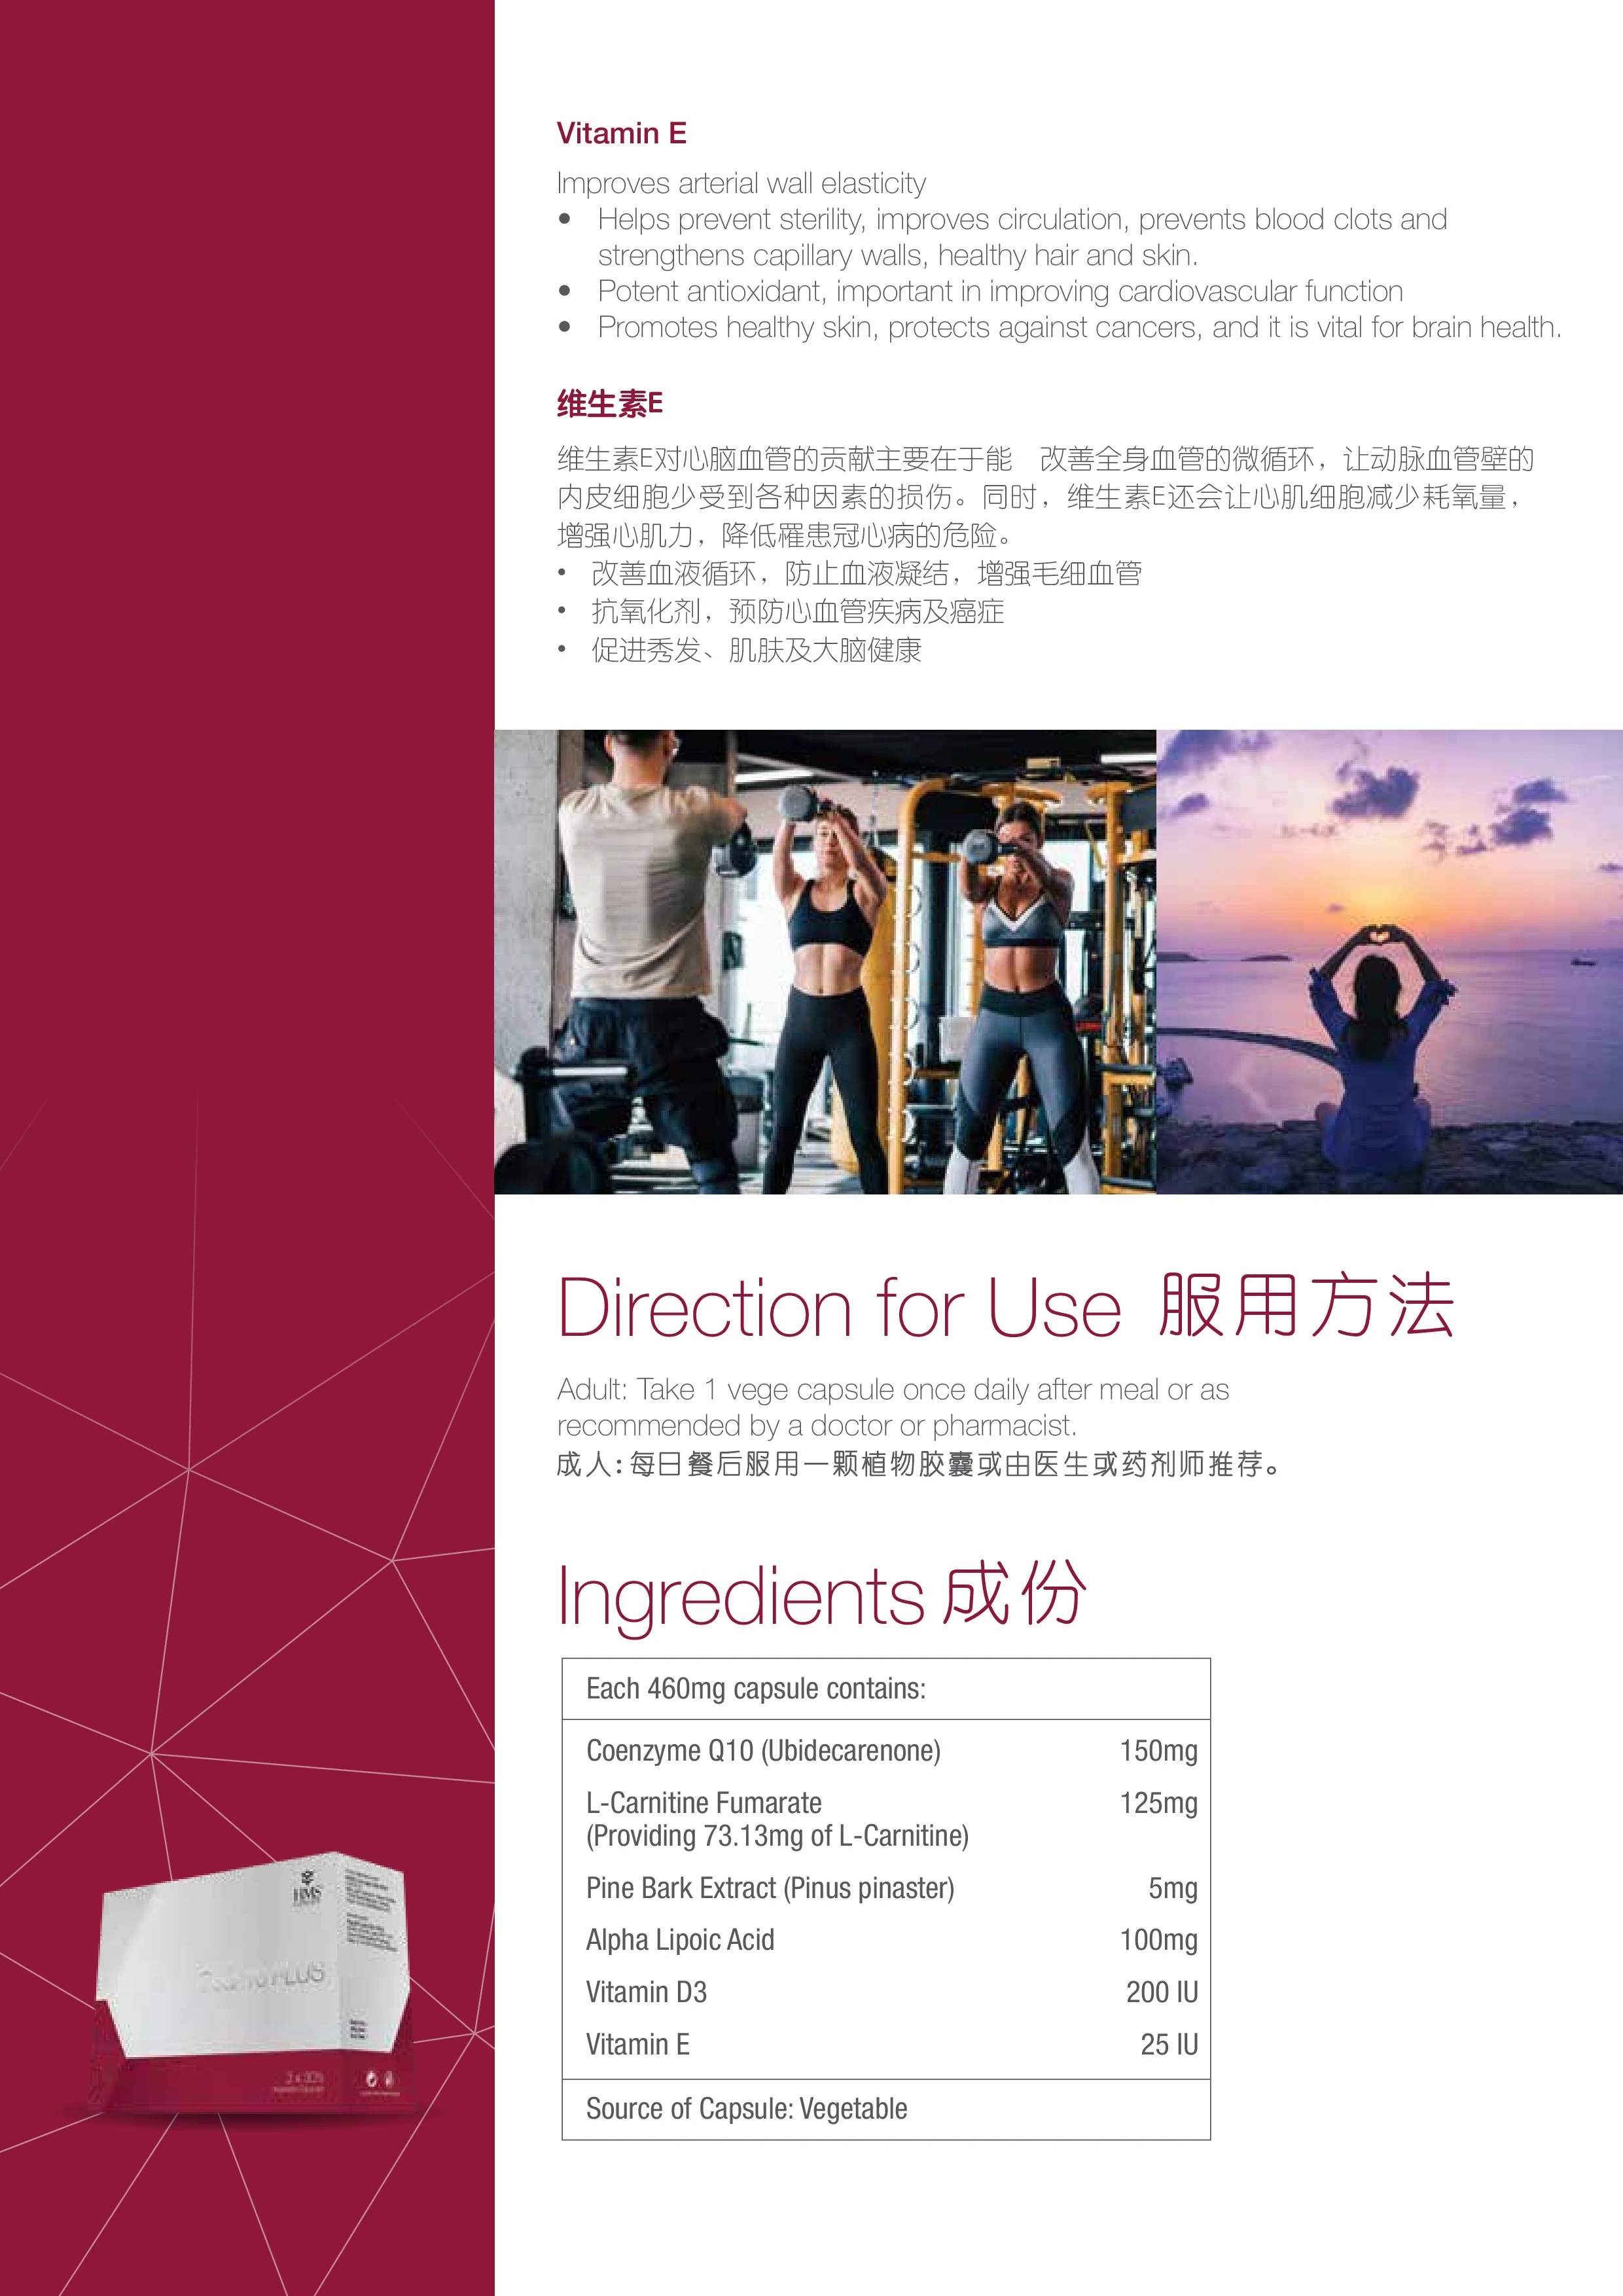 Vitamin E
Improves arterial wall elasticity
• Helps prevent sterility, improves circulation, prevents blood clots and
strengthens capillary walls, healthy hair and skin.
• Potent antioxidant, important in improving cardiovascular function
• Promotes healthy skin, protects against cancers, and it is vital for brain health.
维生素E
维生素E对心脑血管的贡献主要在于能　改善全身血管的微循环，让动脉血管壁的
内皮细胞少受到各种因素的损伤。同时，维生素E还会让心肌细胞减少耗氧量，
增强心肌力，降低罹患冠心病的危险。
• 改善血液循环，防止血液凝结，增强毛细血管
• 抗氧化剂，预防心血管疾病及癌症
• 促进秀发、肌肤及大脑健康
Direction for Use 服用方法
Adult: Take 1 vege capsule once daily after meal or as
recommended by a doctor or pharmacist.
成人:每日餐后服用一颗植物胶囊或由医生或药剂师推荐。
Ingredients 成份
Each 460mg capsule contains:
Coenzyme Q10 (Ubidecarenone) 150mg
L-Carnitine Fumarate 125mg
(Providing 73.13mg of L-Carnitine)
Pine Bark Extract (Pinus pinaster) 5mg
Alpha Lipoic Acid 100mg
Vitamin D3 200 IU
Vitamin E 25 IU
Source of Capsule: Vegetable
HMS
PLUS